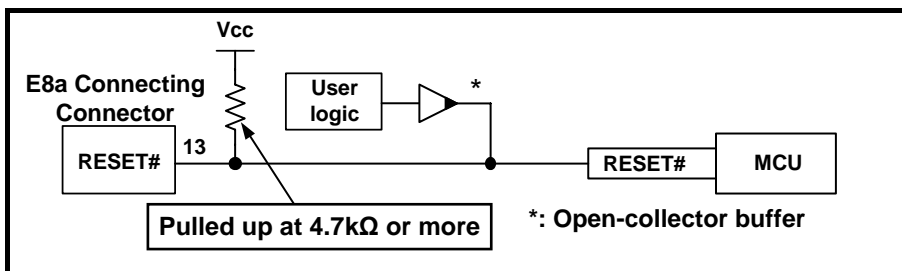 Vcc
E8a Connecting
Connector
User
logic
*
RESET#
13
RESET#
MCU
Pulled up at 4.7kΩ or more
*: Open-collector buffer